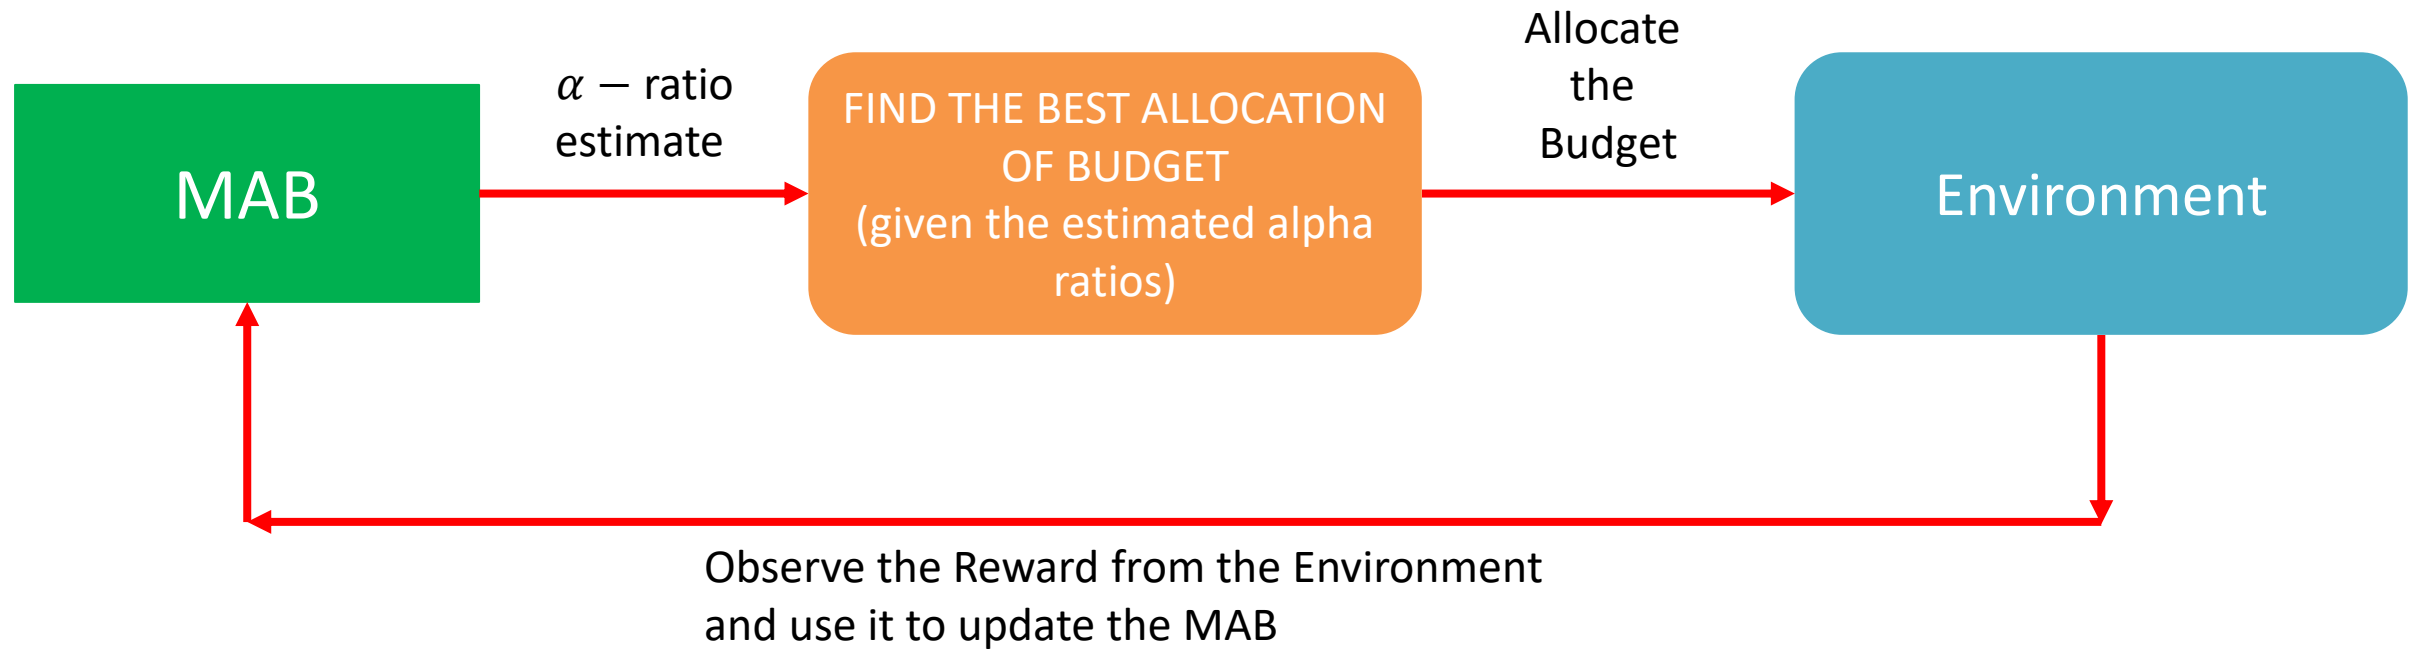 MAB
α − ratio
estimate
FIND THE BEST ALLOCATION
OF BUDGET
(given the estimated alpha
ratios)
Allocate
the
Budget
Environment
Observe the Reward from the Environment
and use it to update the MAB